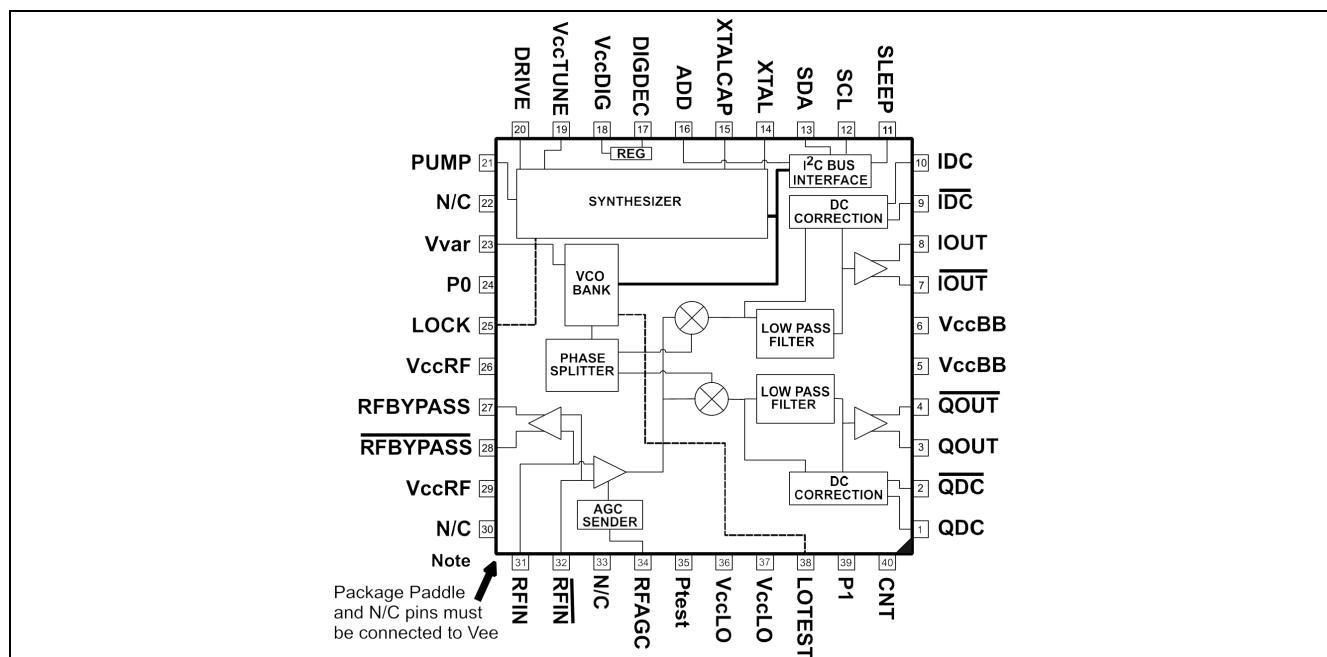 DRIVE
VccTUNE
VccDIG
DIGDEC
ADD
XTALCAP
XTAL
SDA
SCL
SLEEP
20
19
18
17
16
15
14
13
12
11
PUMP
21
REG
SYNTHESIZER
I2C BUS
INTERFACE
10
IDC
N/C
22
DC
CORRECTION
9
IDC
Vvar
23
VCO
BANK
8
IOUT
P0
24
7
IOUT
LOCK
25
LOW PASS
FILTER
6
VccBB
VccRF
26
PHASE
SPLITTER
5
VccBB
RFBYPASS
27
LOW PASS
FILTER
4
QOUT
RFBYPASS
28
3
QOUT
VccRF
29
DC
CORRECTION
2
QDC
N/C
30
AGC
SENDER
1
QDC
Note
31
32
33
34
35
36
37
38
39
40
RFIN
RFIN
N/C
RFAGC
Ptest
VccLO
VccLO
LOTEST
P1
CNT
Package Paddle
and N/C pins must
be connected to Vee